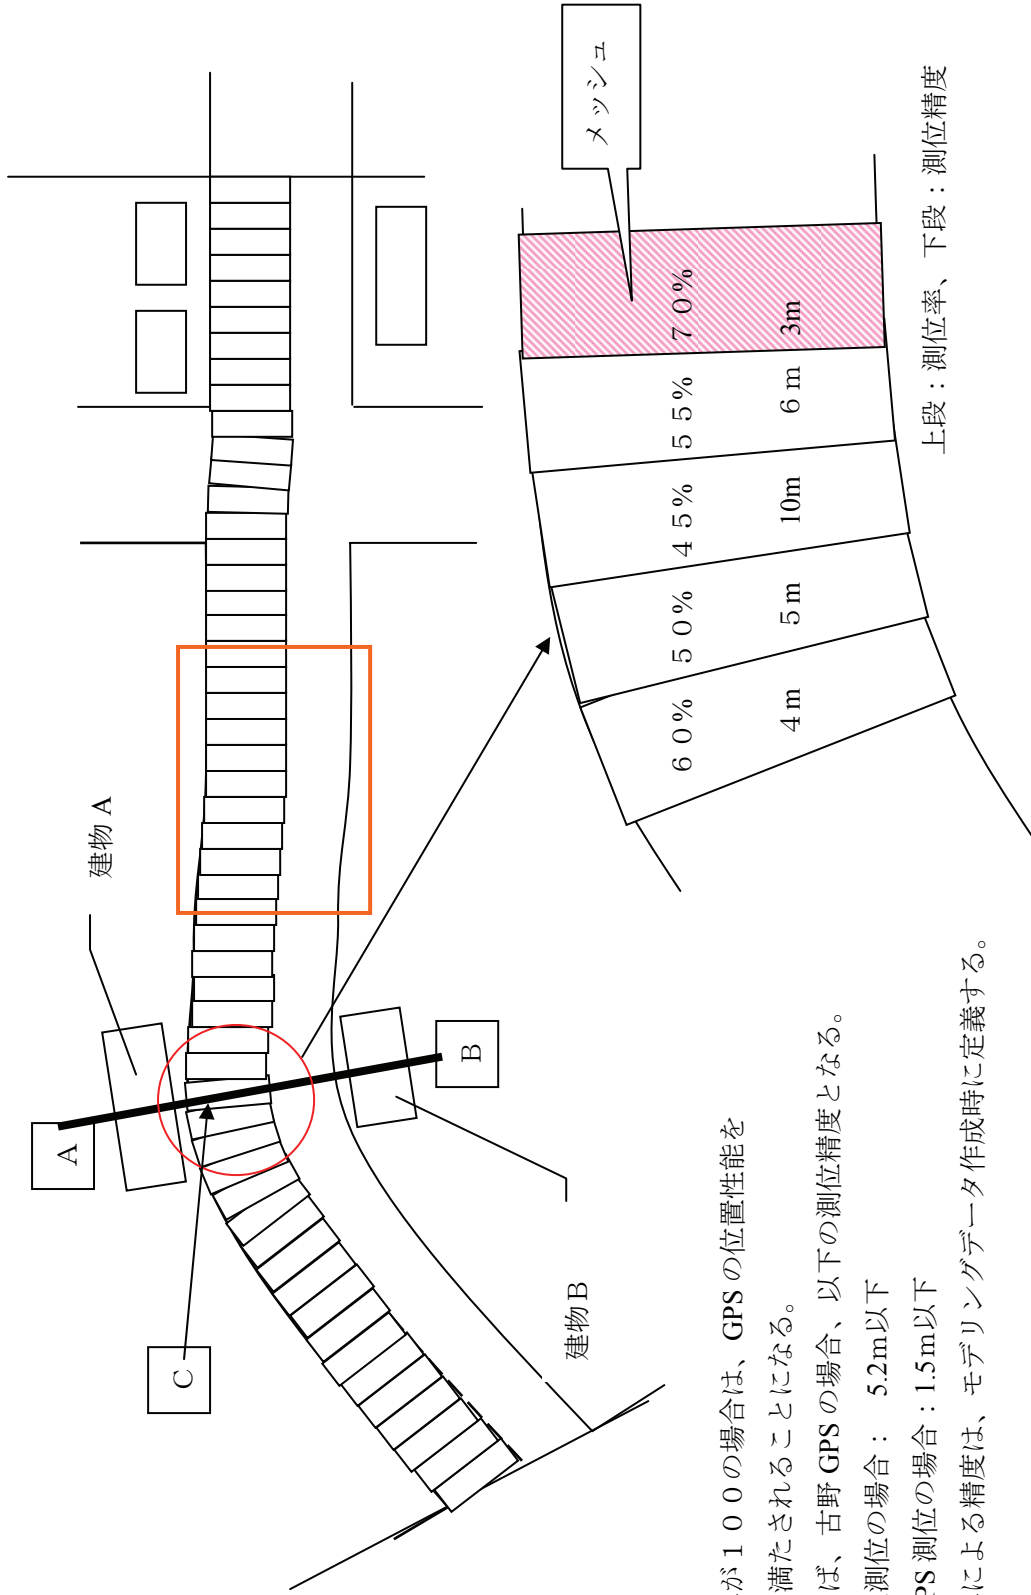 メッシュ
建物 A
A
B
C
建物 B
７０%
3m
５５%
６m
４５%
10m
５０%
５m
６０%
４m
上段：測位率、下段：測位精度
が１００の場合は、GPS の位置性能を
満たされることになる。
ば、古野 GPS の場合、以下の測位精度となる。
測位の場合： 5.2m以下
PS 測位の場合：1.5m以下
による精度は、モデリングデータ作成時に定義する。